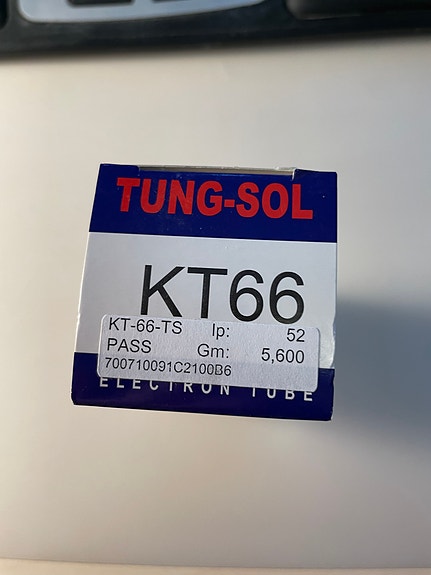 TUNG-SOL
KT66
KT-66-TS Ip: 52
PASS Gm: 5,600
700710091C2100B6
ELECTRON TUBE